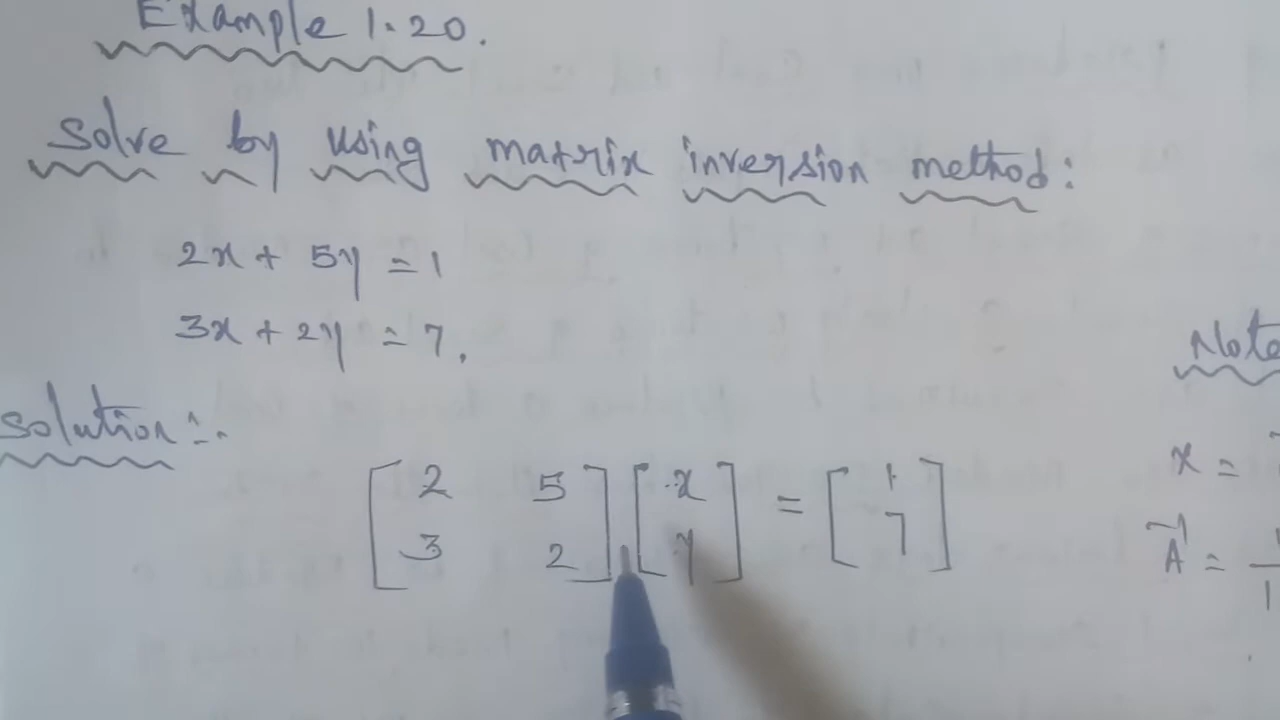 Example 1.20.
Solve by using matrix inversion method:
2x + 5y = 1
3x + 2y = 7.
Solution:-
[2 5
3 2] [x
y] = [1
7]
Note
x =
A⁻¹ = 1